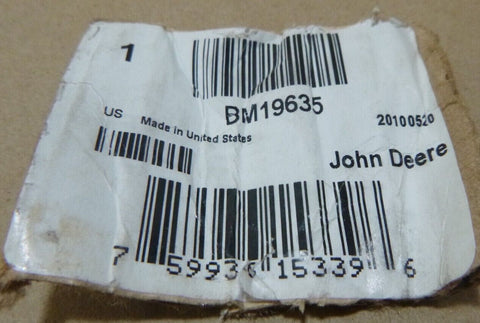 1
BM19635
US Made in United States
20100520
John Deere
7 59936 15339 6